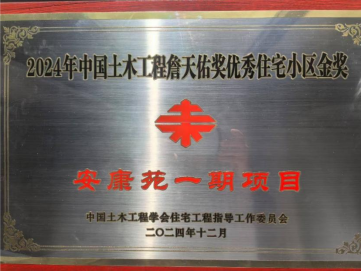 2024年中国土木工程詹天佑奖优秀住宅小区金奖
安康苑一期项目
中国土木工程学会住宅工程指导工作委员会
二〇二四年十二月